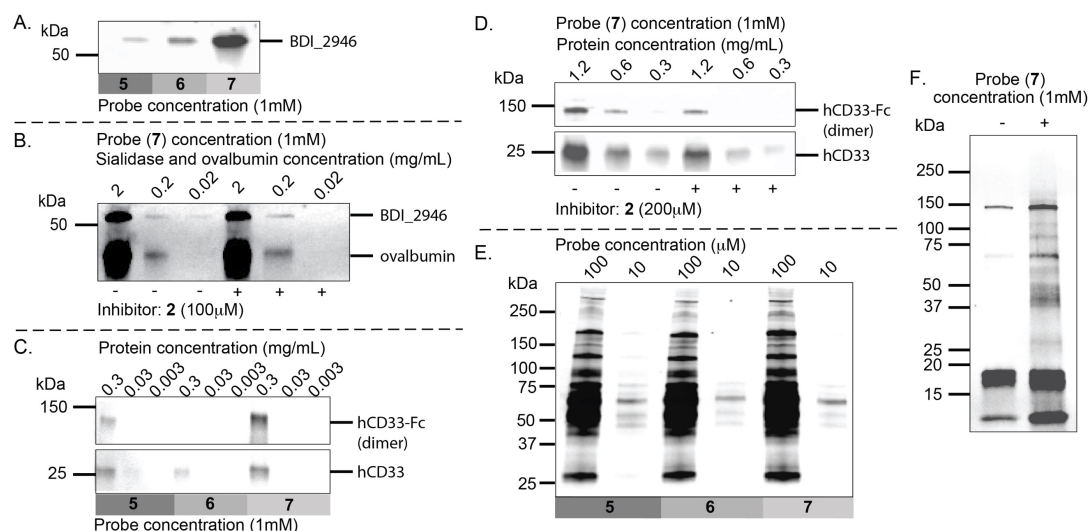 A.
kDa
50
BDI_2946
5 6 7
Probe concentration (1mM)
B.
Probe (7) concentration (1mM)
Sialidase and ovalbumin concentration (mg/mL)
kDa
2 0.2 0.02 2 0.2 0.02
50
BDI_2946
ovalbumin
- - - + + +
Inhibitor: 2 (100μM)
C.
Protein concentration (mg/mL)
kDa
0.3 0.03 0.003 0.3 0.03 0.003 0.3 0.03 0.003
150
hCD33-Fc
(dimer)
25
hCD33
5 6 7
Probe concentration (1mM)
D.
Probe (7) concentration (1mM)
Protein concentration (mg/mL)
kDa
1.2 0.6 0.3 1.2 0.6 0.3
150
hCD33-Fc
(dimer)
25
hCD33
- - - + + +
Inhibitor: 2 (200μM)
E.
Probe concentration (μM)
kDa
100 10 100 10 100 10
250
150
100
75
50
37
25
5 6 7
F.
Probe (7)
concentration (1mM)
kDa - +
250
150
100
75
50
37
25
20
15